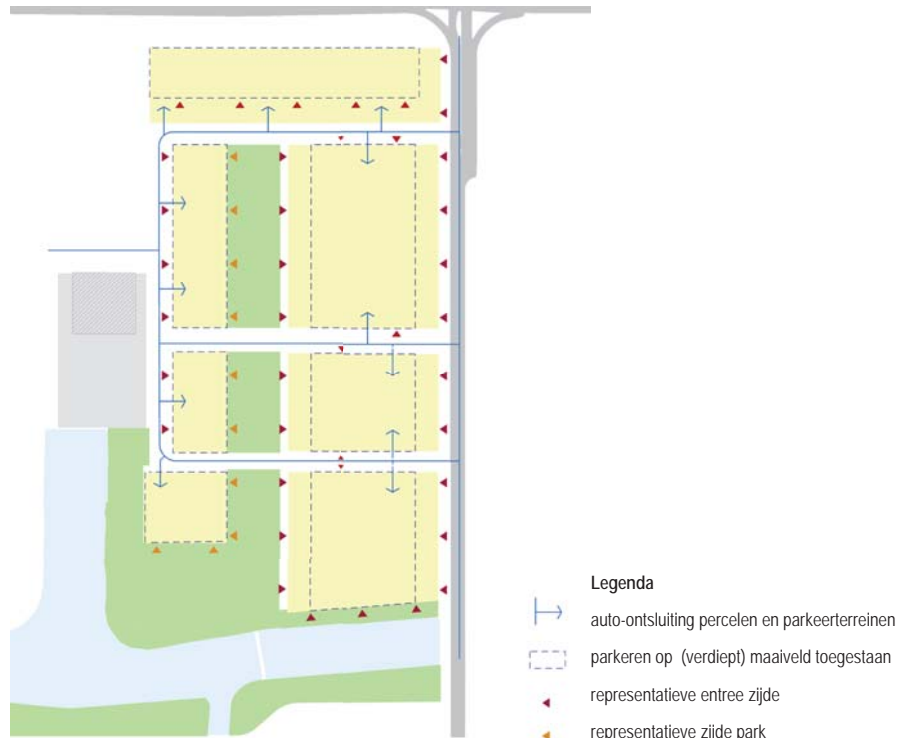 Legenda
auto-ontsluiting percelen en parkeerterreinen
parkeren op (verdiept) maaiveld toegestaan
representatieve entree zijde
representatieve zijde park